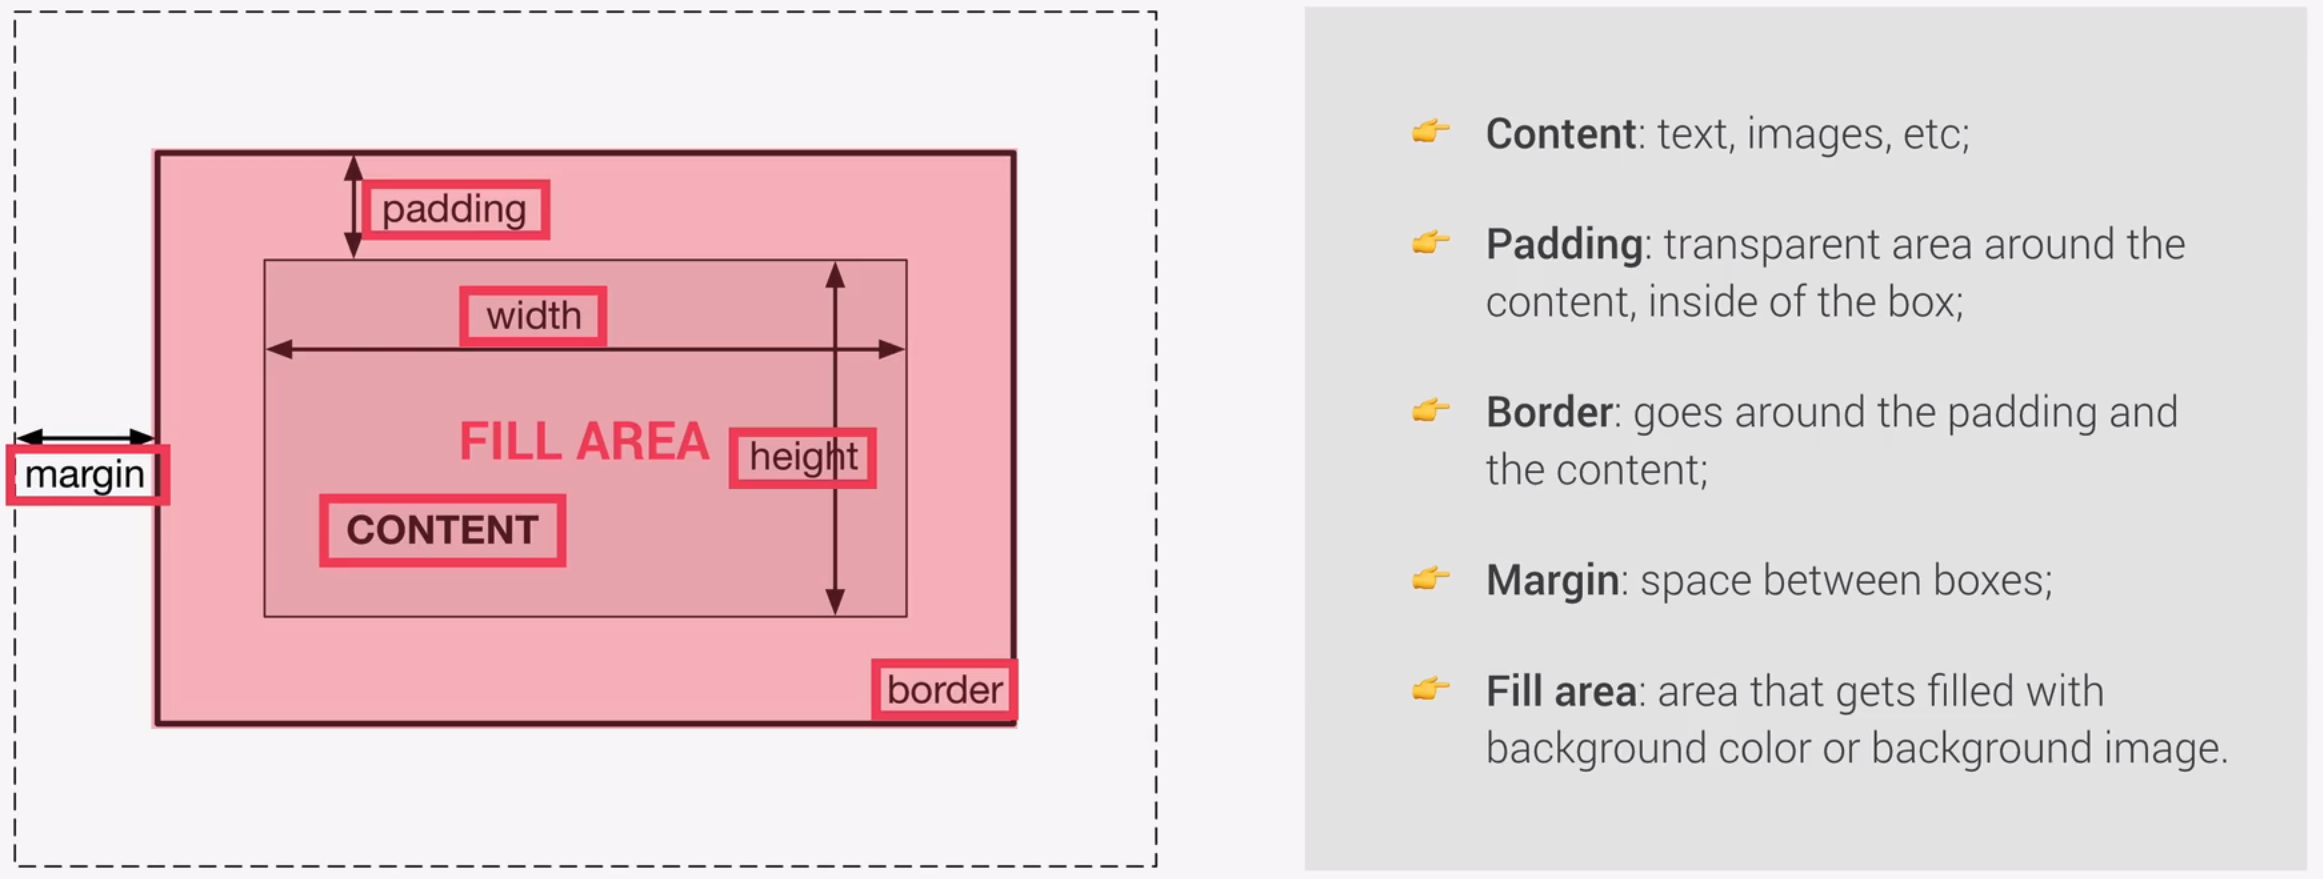 padding
width
FILL AREA
height
margin
CONTENT
border
👉 Content: text, images, etc;
👉 Padding: transparent area around the
content, inside of the box;
👉 Border: goes around the padding and
the content;
👉 Margin: space between boxes;
👉 Fill area: area that gets filled with
background color or background image.